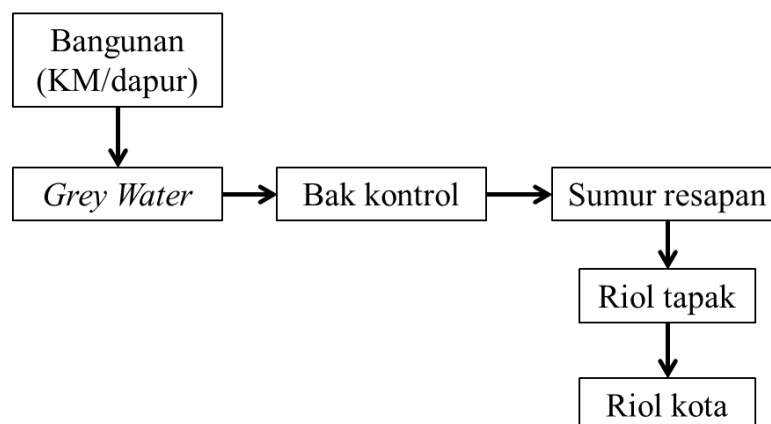 Bangunan
(KM/dapur)
Grey Water
Bak kontrol
Sumur resapan
Riol tapak
Riol kota